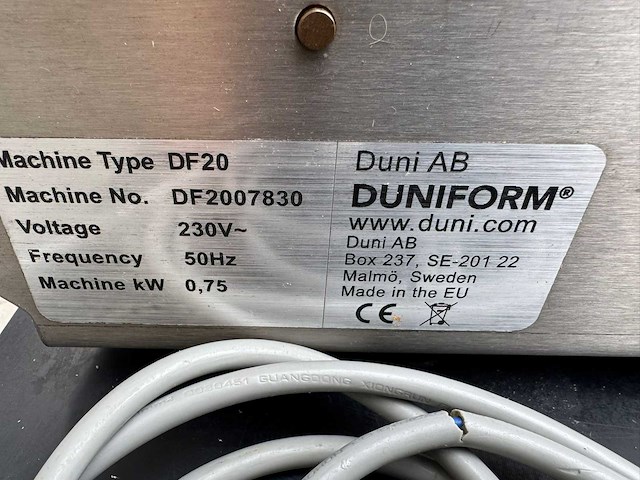 Machine Type DF20
Machine No. DF2007830
Voltage 230V~
Frequency 50Hz
Machine kW 0,75
Duni AB
DUNIFORM®
www.duni.com
Duni AB
Box 237, SE-201 22
Malmö, Sweden
Made in the EU
CE
GUANGDONG